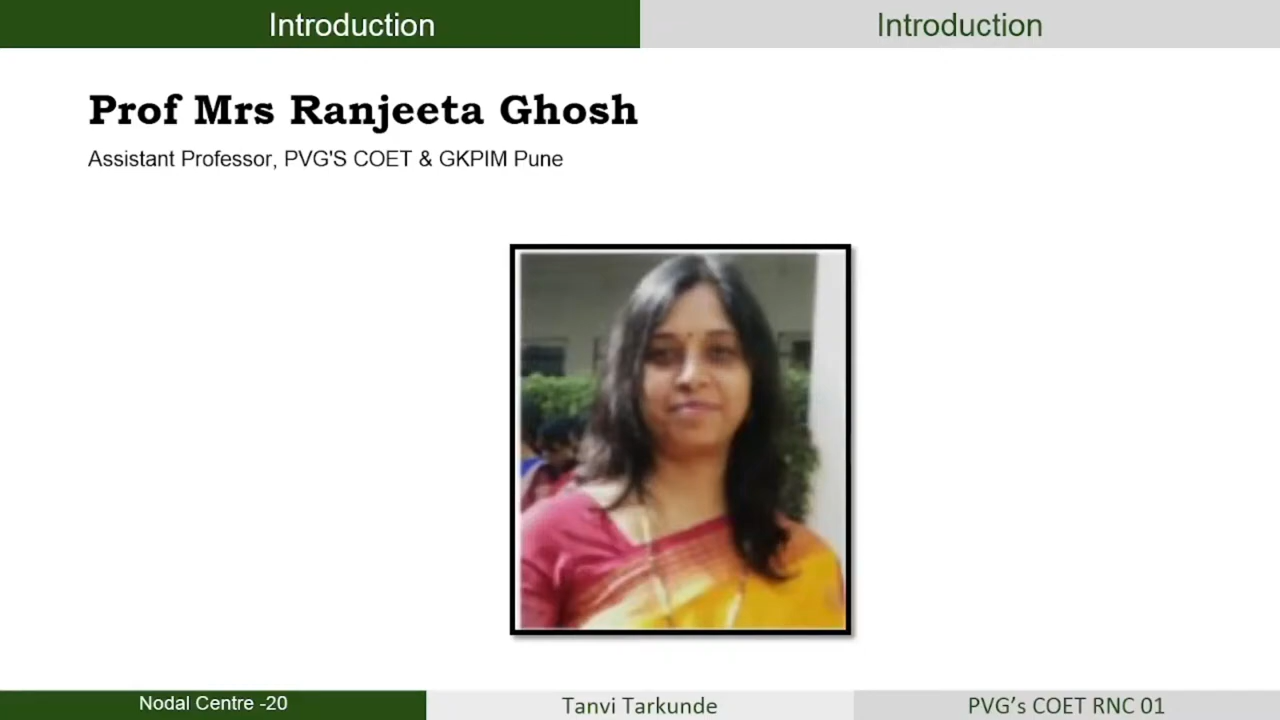 Introduction
Introduction
Prof Mrs Ranjeeta Ghosh
Assistant Professor, PVG'S COET & GKPIM Pune
Nodal Centre -20
Tanvi Tarkunde
PVG’s COET RNC 01